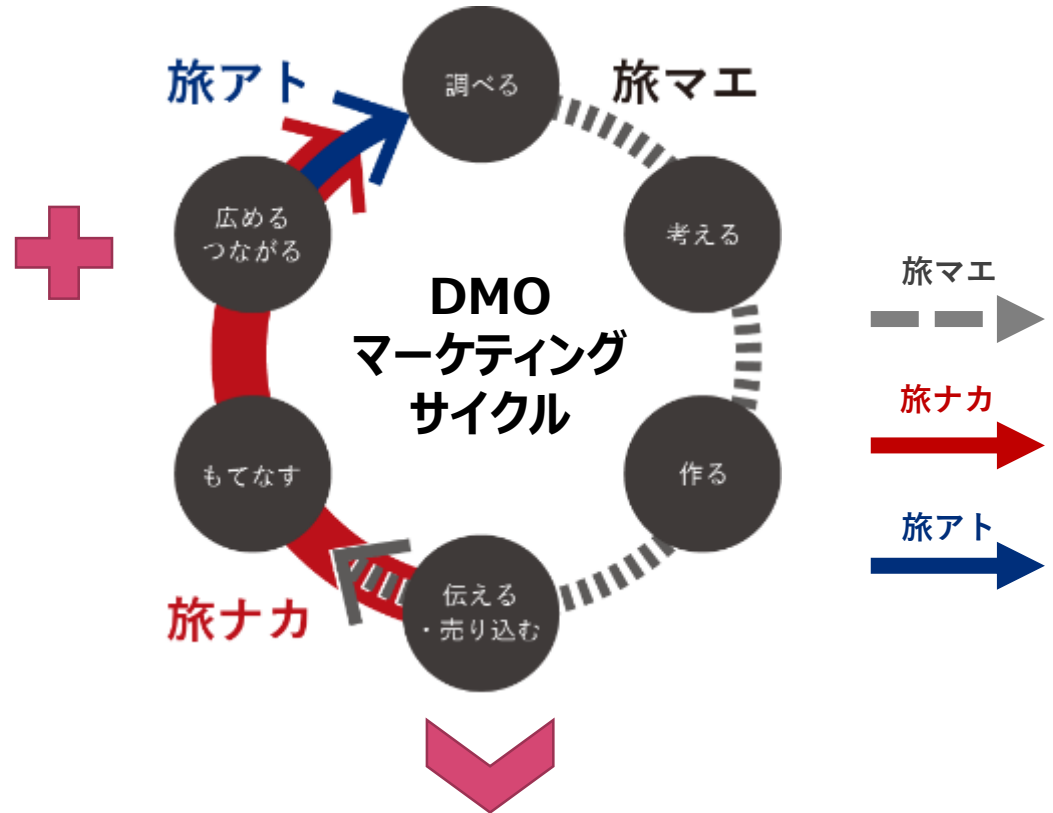 旅アト
調べる
旅マエ
広める
つながる
考える
DMO
マーケティング
サイクル
もてなす
作る
旅ナカ
伝える
・売り込む
旅マエ
旅ナカ
旅アト